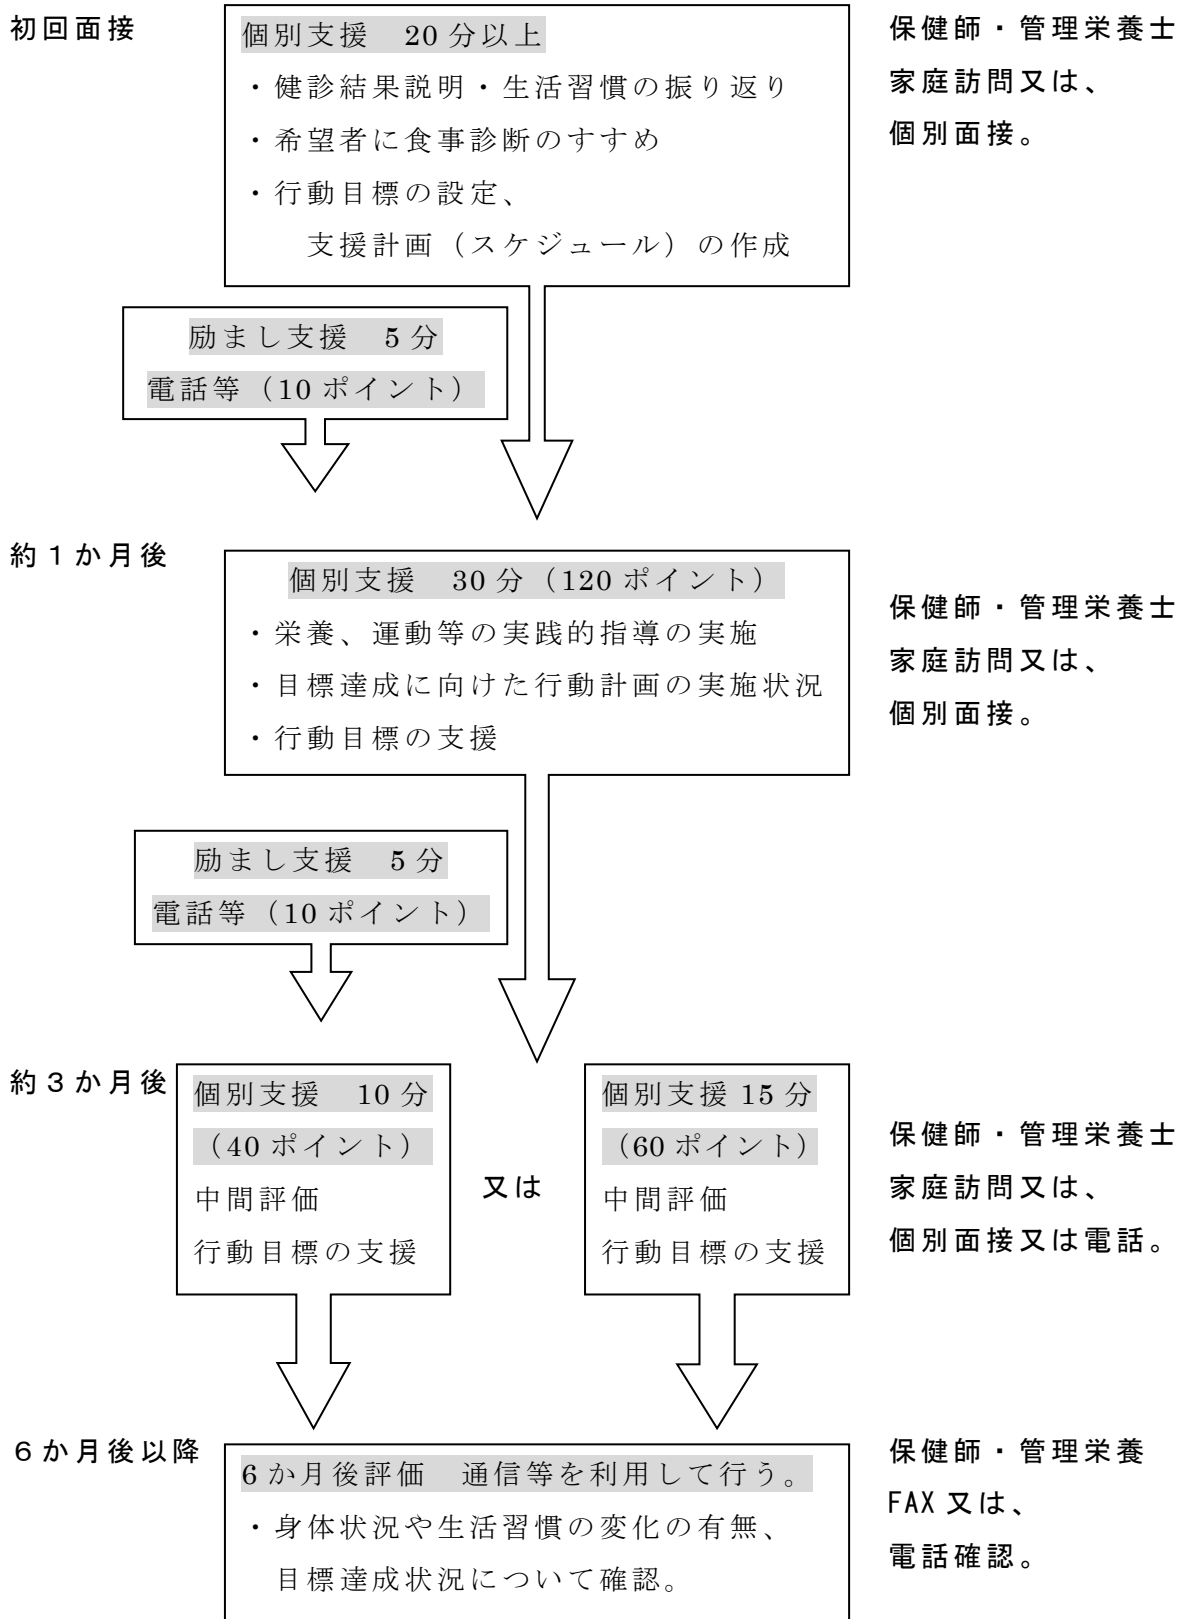 初回面接
個別支援 20分以上
・健診結果説明・生活習慣の振り返り
・希望者に食事診断のすすめ
・行動目標の設定、
支援計画（スケジュール）の作成
保健師・管理栄養士
家庭訪問又は、
個別面接。
励まし支援 5分
電話等（10ポイント）
約１か月後
個別支援 30分（120ポイント）
・栄養、運動等の実践的指導の実施
・目標達成に向けた行動計画の実施状況
・行動目標の支援
保健師・管理栄養士
家庭訪問又は、
個別面接。
励まし支援 5分
電話等（10ポイント）
約３か月後
個別支援 10分
（40ポイント）
中間評価
行動目標の支援
又は
個別支援15分
（60ポイント）
中間評価
行動目標の支援
保健師・管理栄養士
家庭訪問又は、
個別面接又は電話。
６か月後以降
6か月後評価 通信等を利用して行う。
・身体状況や生活習慣の変化の有無、
目標達成状況について確認。
保健師・管理栄養
FAX又は、
電話確認。